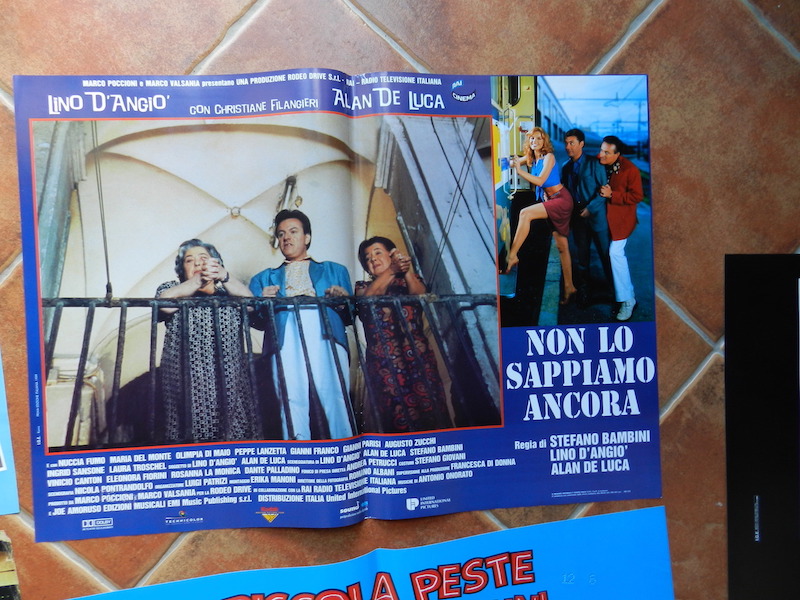 MARCO POCCIONI e MARCO VALSANIA presentano UNA PRODUZIONE RODEO DRIVE S.r.l. - RAI - RADIO TELEVISIONE ITALIANA
LINO D'ANGIO' CON CHRISTIANE FILANGIERI ALAN DE LUCA
RAI
CINEMA
NON LO
SAPPIAMO
ANCORA
Regia di STEFANO BAMBINI
LINO D'ANGIO'
ALAN DE LUCA
E CON NUCCIA FUMO MARIA DEL MONTE OLIMPIA DI MAIO PEPPE LANZETTA GIANNI FRANCO PARISI AUGUSTO ZUCCHI
INGRID SANSONE LAURA TROSCHEL SOGGETTO DI LINO D'ANGIO' ALAN DE LUCA SCENEGGIATURA DI LINO D'ANGIO' ALAN DE LUCA STEFANO BAMBINI
VINICIO CANTON ELEONORA FIORINI ROSANNA LA MONICA DANTE PALLADINO ANDREA PETRUCCI COSTUMI STEFANO GIOVANI
NICOLA PONTRANDOLFO LUIGI PATRIZI MONTAGGIO ERIKA MANONI ROMANO ALBANI FRANCESCA DI DONNA
PRODOTTO DA MARCO POCCIONI MARCO VALSANIA PER LA RODEO DRIVE IN COLLABORAZIONE CON LA RAI RADIO TELEVISIONE ITALIANA MUSICHE DI ANTONIO ONORATO
E JOE AMORUSO EDIZIONI MUSICALI EMI Music Publishing S.r.l. DISTRIBUZIONE ITALIA United International Pictures
DOLBY
TECHNICOLOR
Kodak
UNITED
INTERNATIONAL
PICTURES
PICCOLA PESTE
12 6